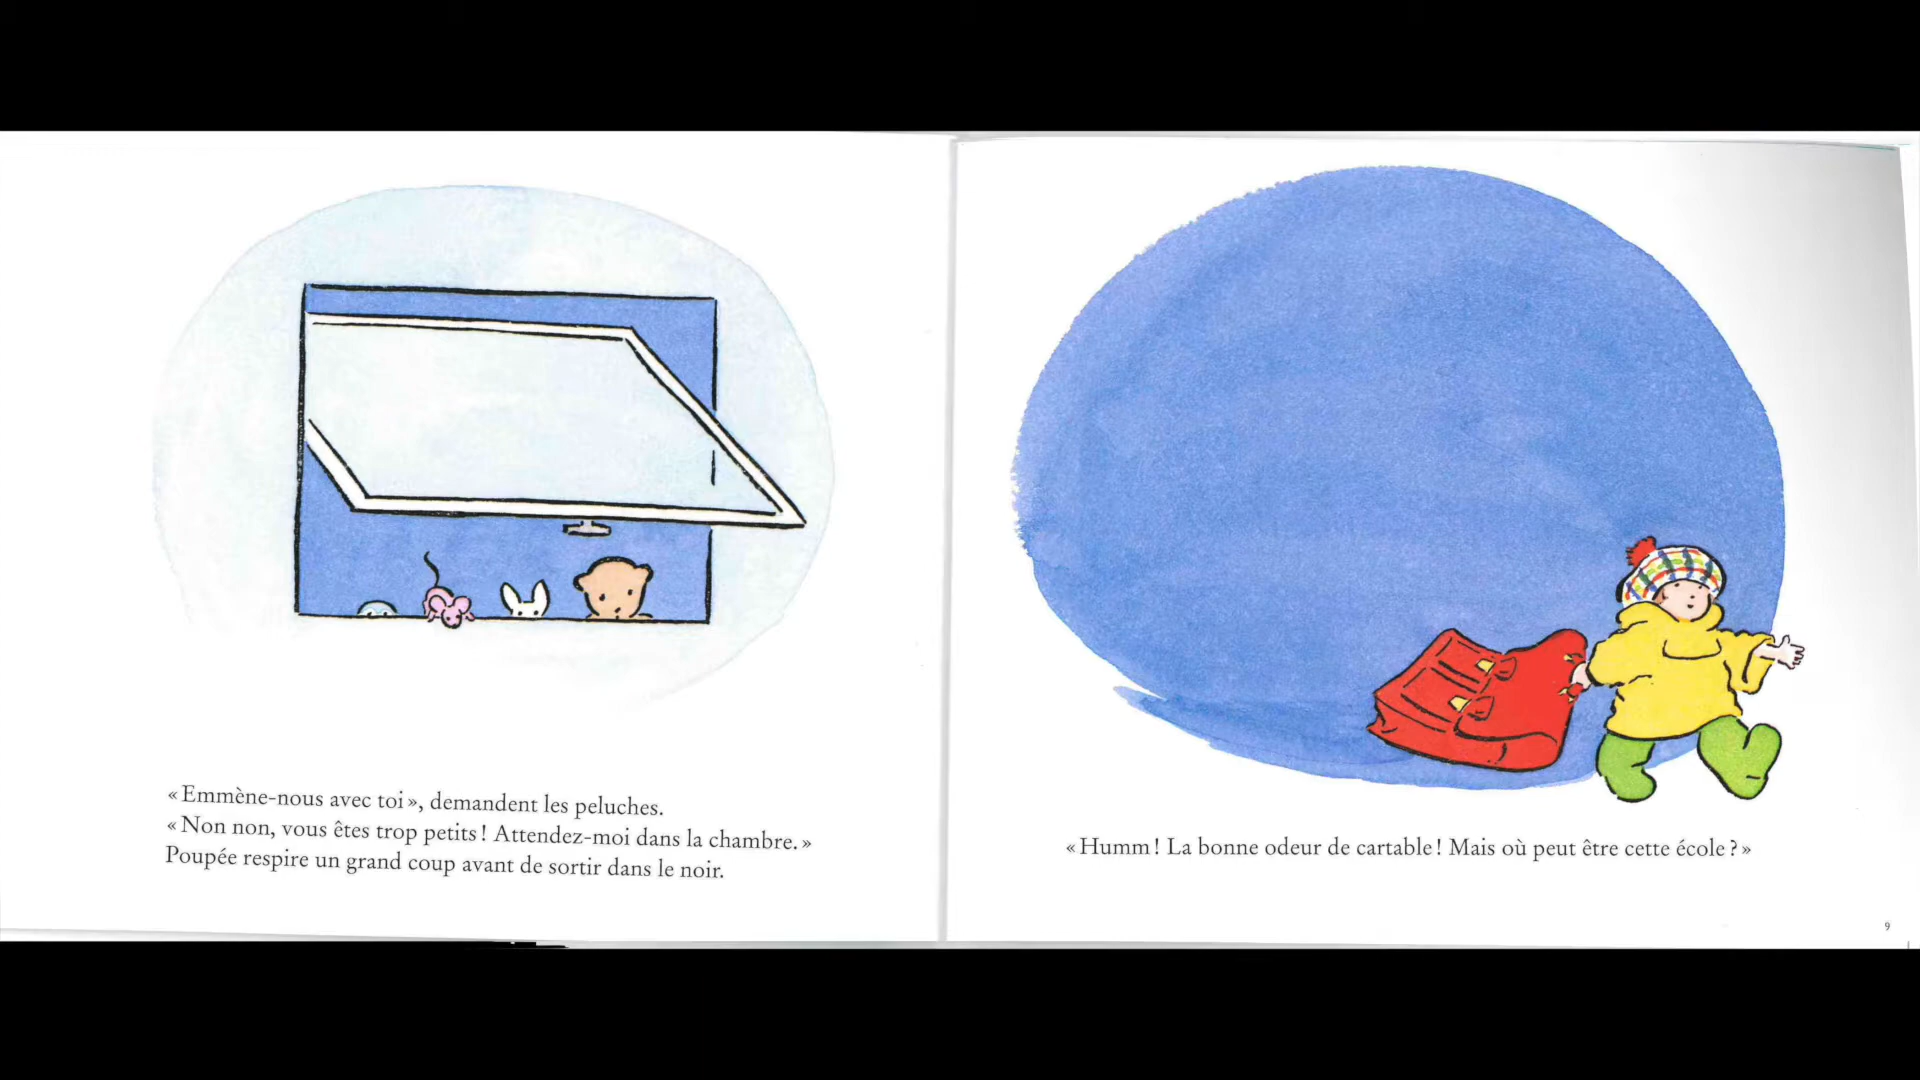 « Emmène-nous avec toi », demandent les peluches.
« Non non, vous êtes trop petits ! Attendez-moi dans la chambre. »
Poupée respire un grand coup avant de sortir dans le noir.
« Humm ! La bonne odeur de cartable ! Mais où peut être cette école ? »
9